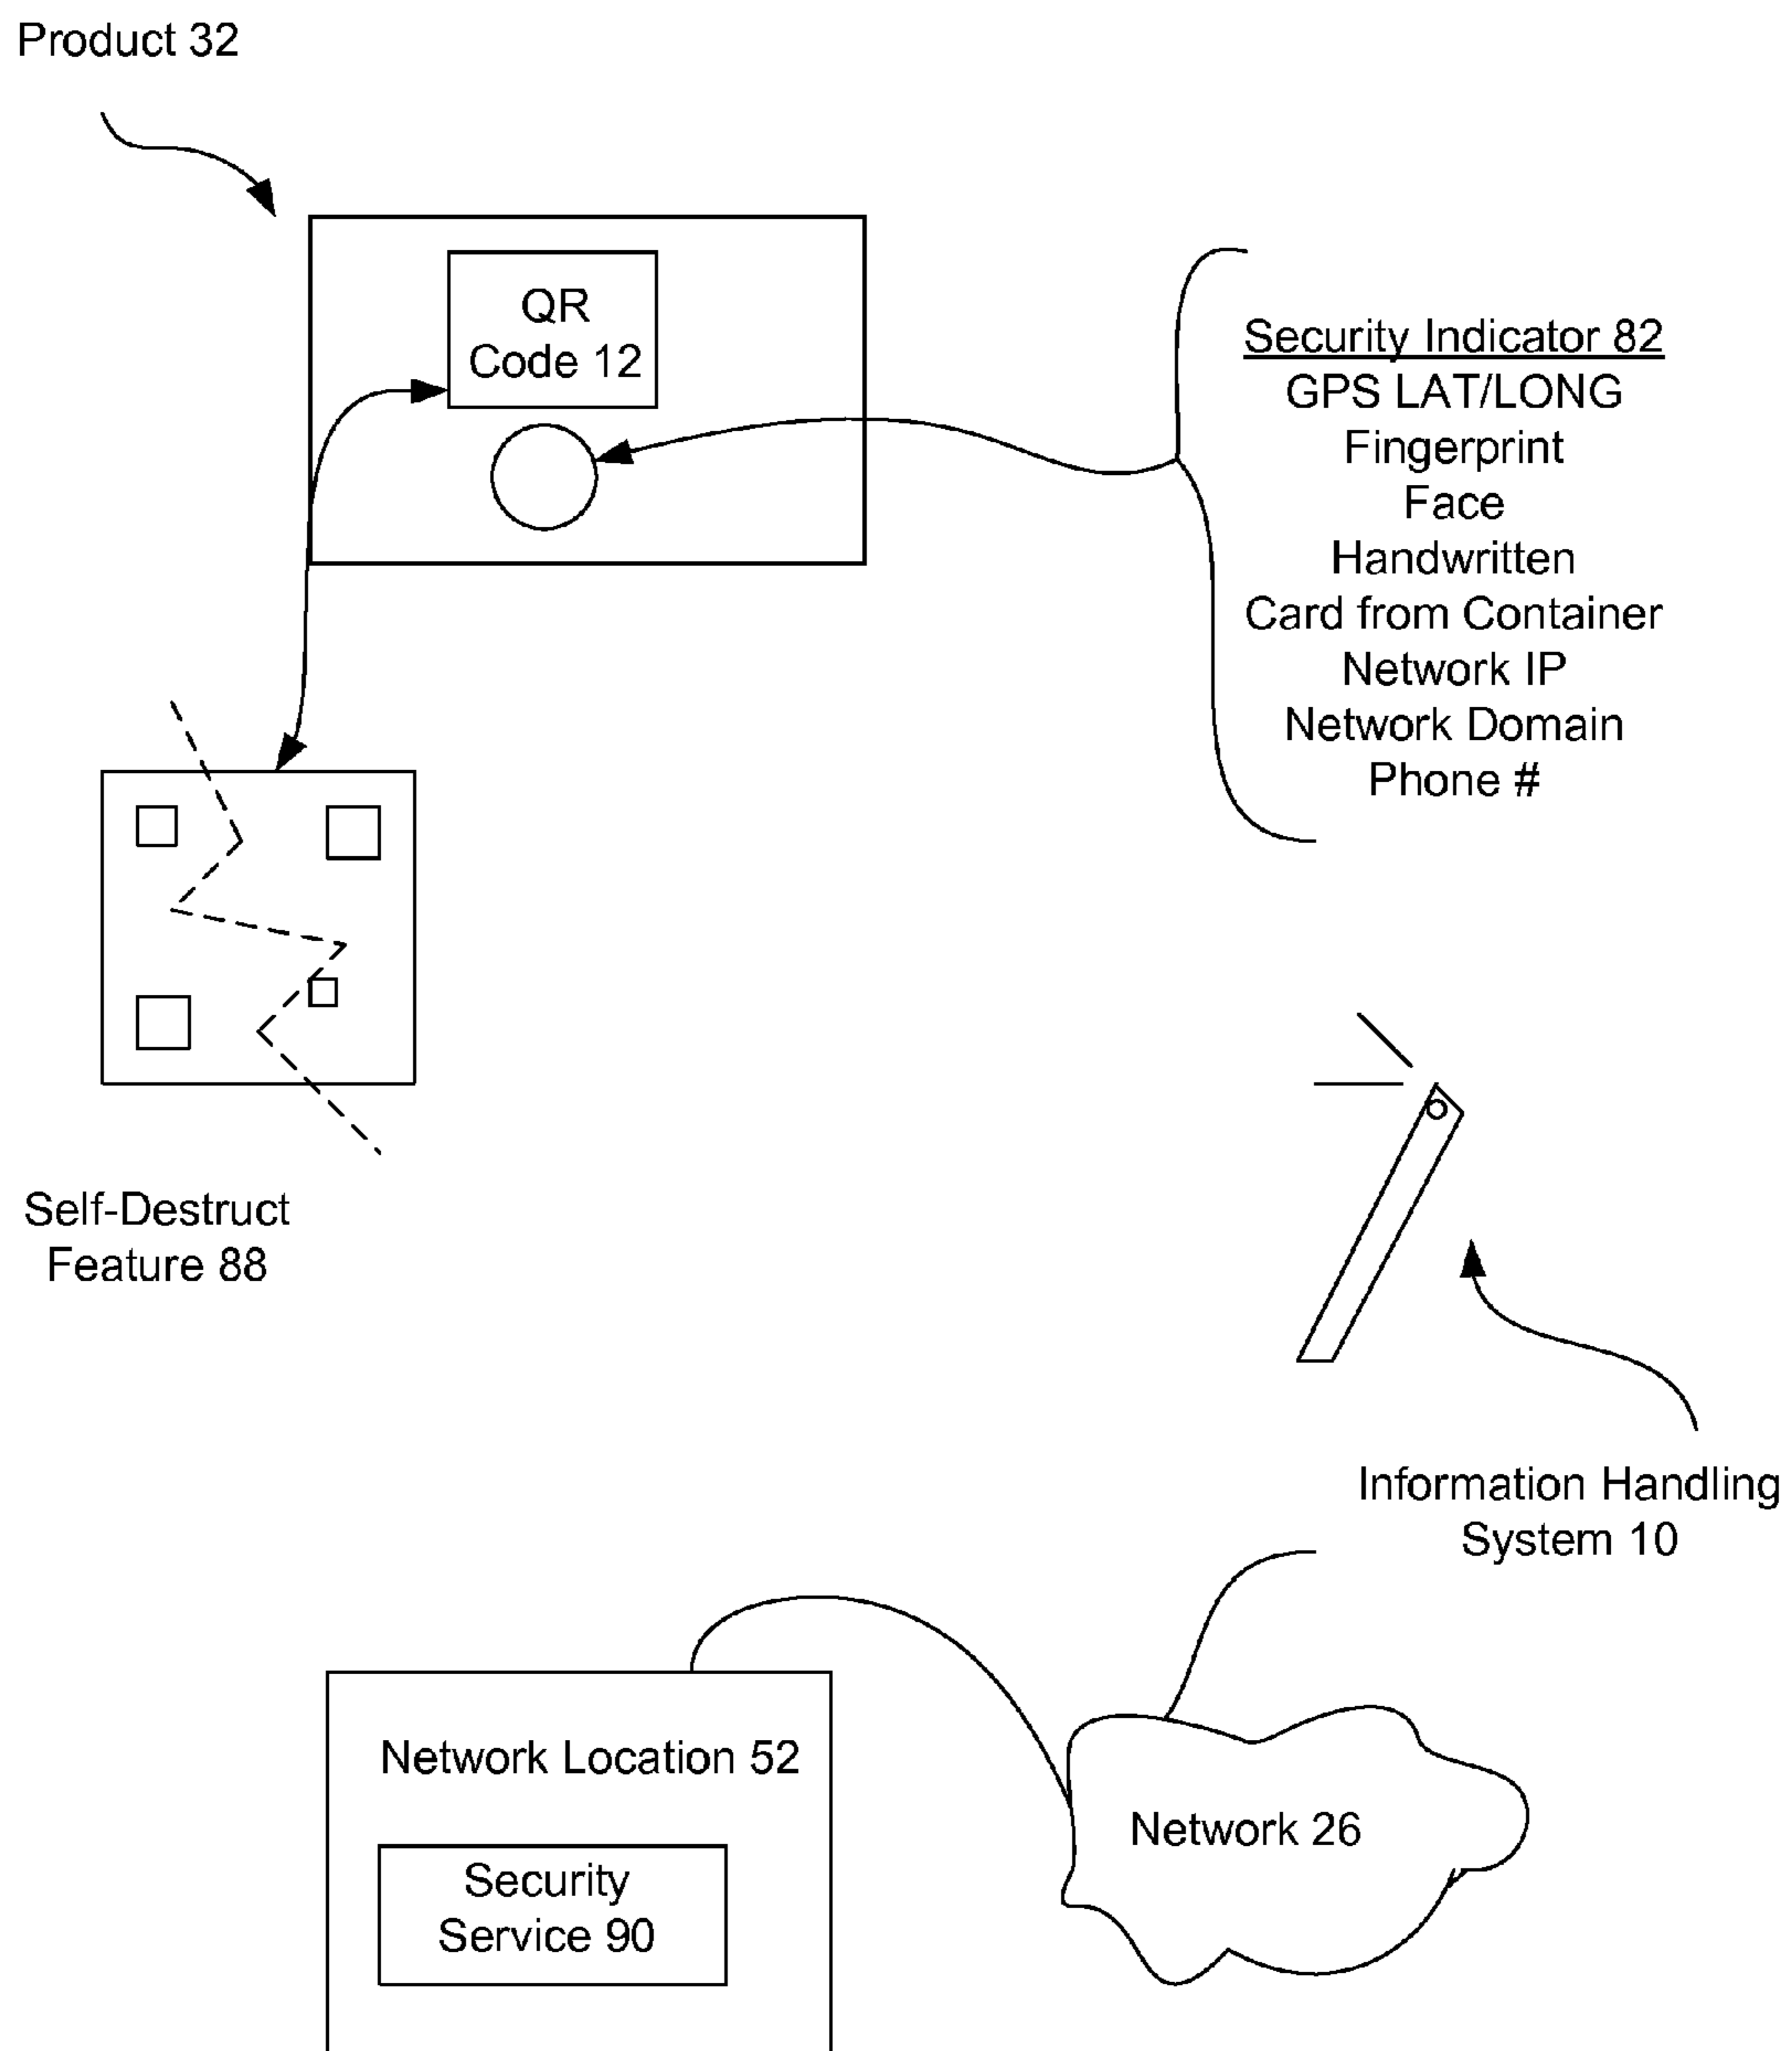 Product 32
QR
Code 12
Security Indicator 82
GPS LAT/LONG
Fingerprint
Face
Handwritten
Card from Container
Network IP
Network Domain
Phone #
Self-Destruct
Feature 88
Information Handling
System 10
Network Location 52
Security
Service 90
Network 26